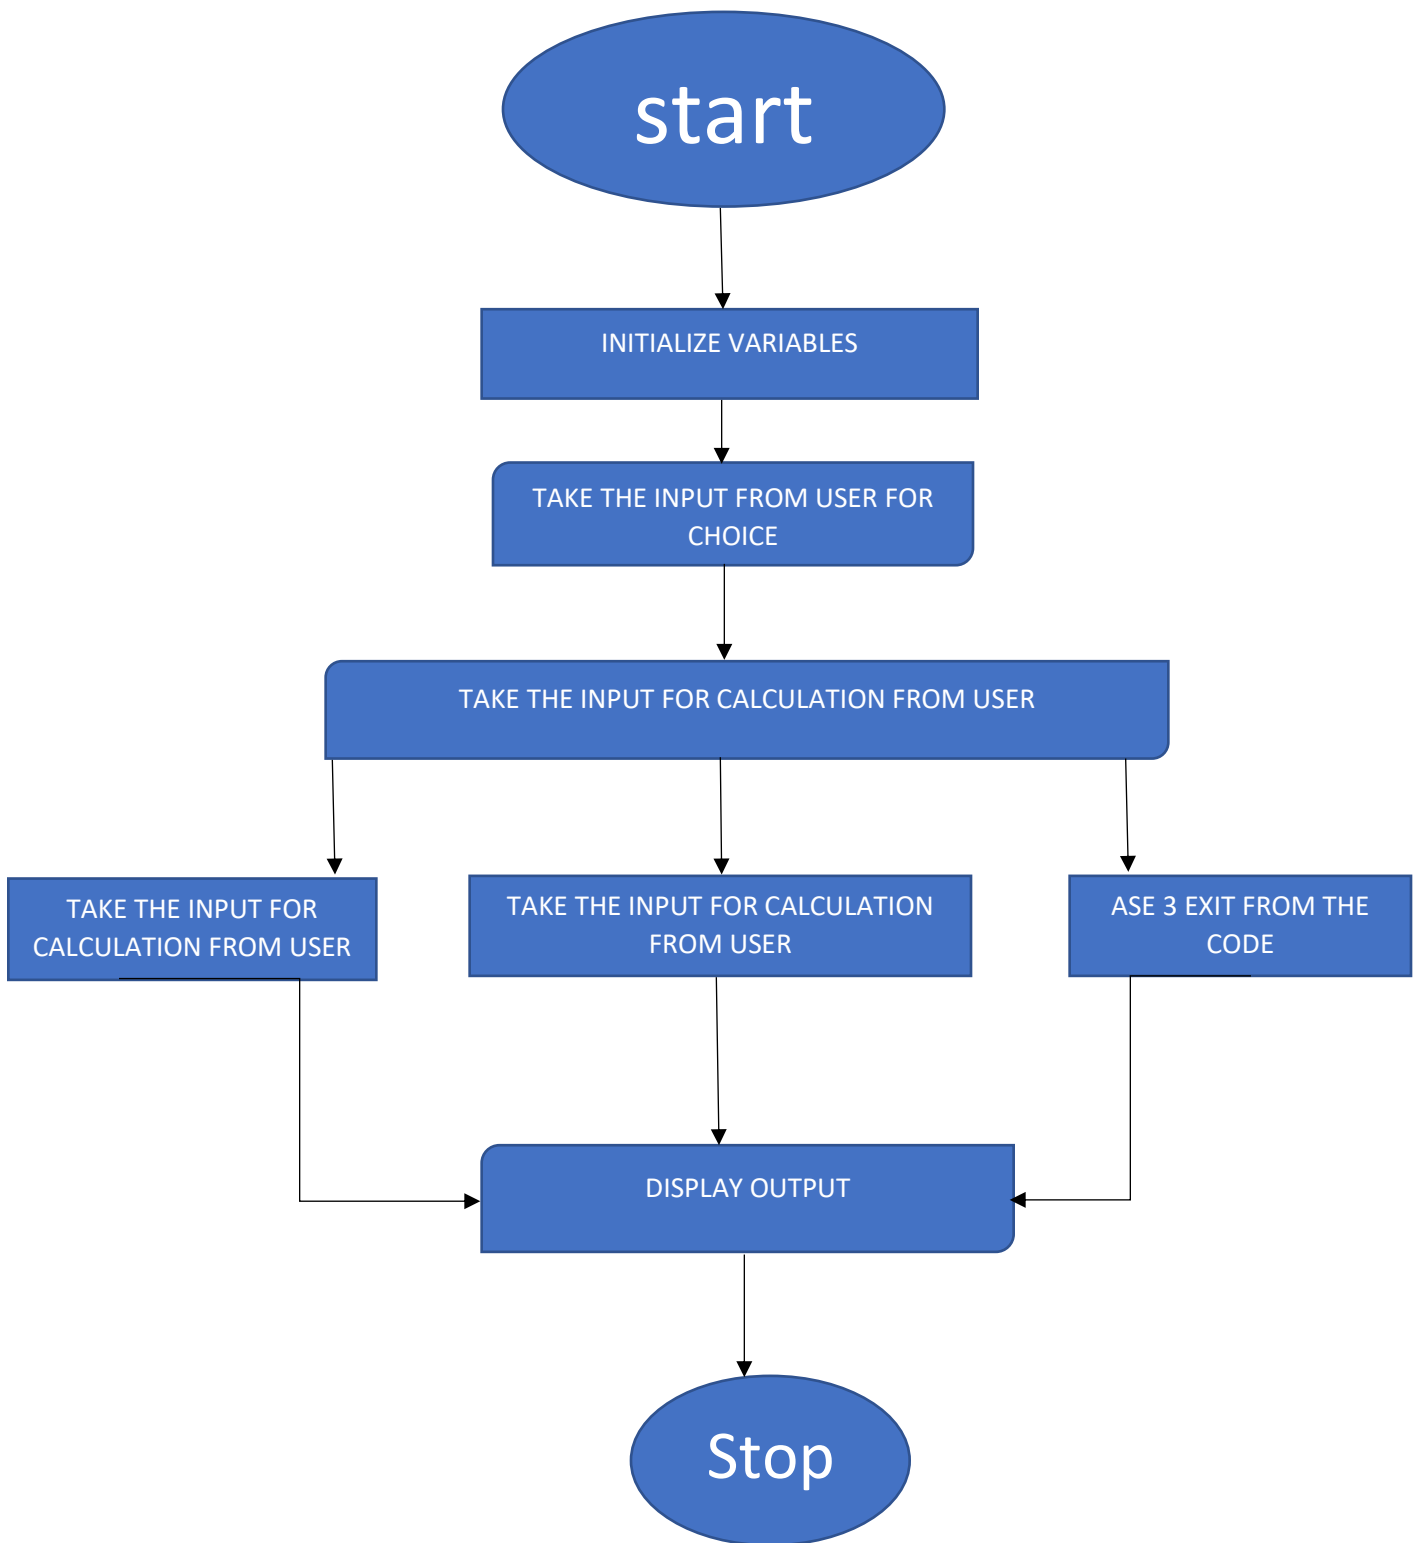 start
INITIALIZE VARIABLES
TAKE THE INPUT FROM USER FOR
CHOICE
TAKE THE INPUT FOR CALCULATION FROM USER
TAKE THE INPUT FOR
CALCULATION FROM USER
TAKE THE INPUT FOR CALCULATION
FROM USER
ASE 3 EXIT FROM THE
CODE
DISPLAY OUTPUT
Stop